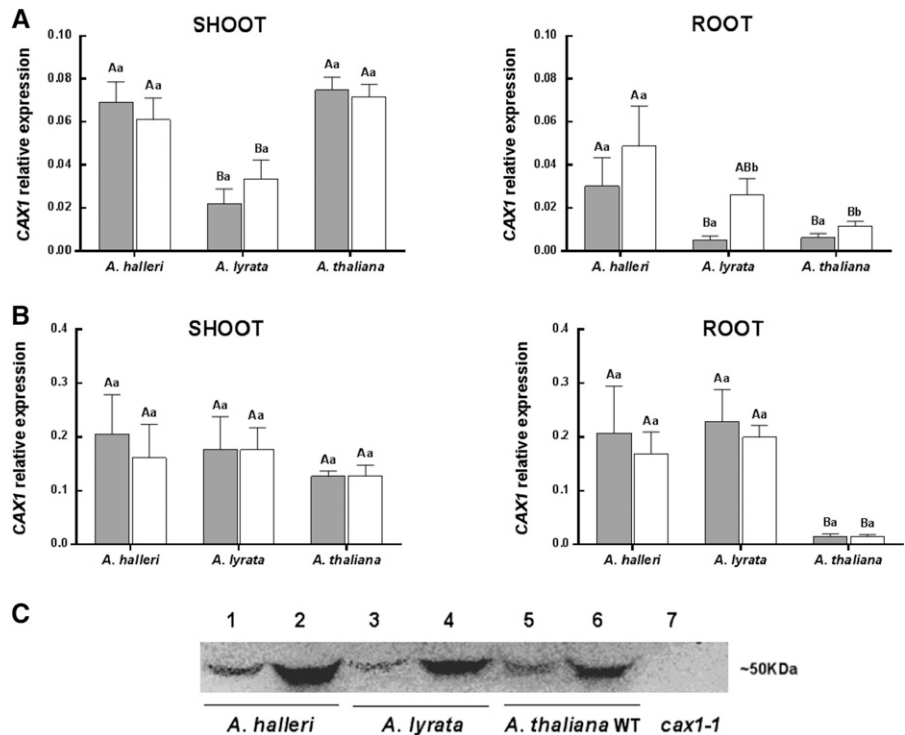 A
SHOOT
CAX1 relative expression
0.10
0.08
0.06
0.04
0.02
0.00
Aa Aa Ba Ba Aa Aa
A. halleri A. lyrata A. thaliana
ROOT
CAX1 relative expression
0.10
0.08
0.06
0.04
0.02
0.00
Aa Aa Ba ABb Ba Bb
A. halleri A. lyrata A. thaliana
B
SHOOT
CAX1 relative expression
0.4
0.3
0.2
0.1
0.0
Aa Aa Aa Aa Aa Aa
A. halleri A. lyrata A. thaliana
ROOT
CAX1 relative expression
0.4
0.3
0.2
0.1
0.0
Aa Aa Aa Aa Ba Ba
A. halleri A. lyrata A. thaliana
C
1 2 3 4 5 6 7
~50KDa
A. halleri A. lyrata A. thaliana WT cax1-1